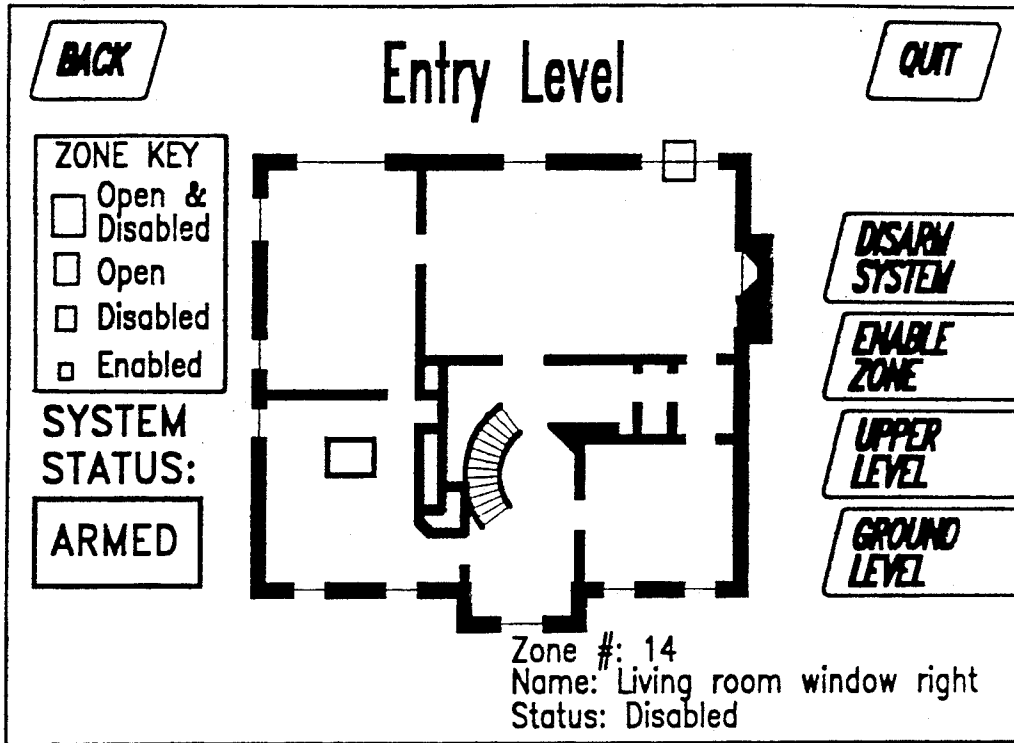 BACK
Entry Level
QUIT
ZONE KEY
Open &
Disabled
Open
Disabled
Enabled
SYSTEM
STATUS:
ARMED
DISARM
SYSTEM
ENABLE
ZONE
UPPER
LEVEL
GROUND
LEVEL
Zone #: 14
Name: Living room window right
Status: Disabled